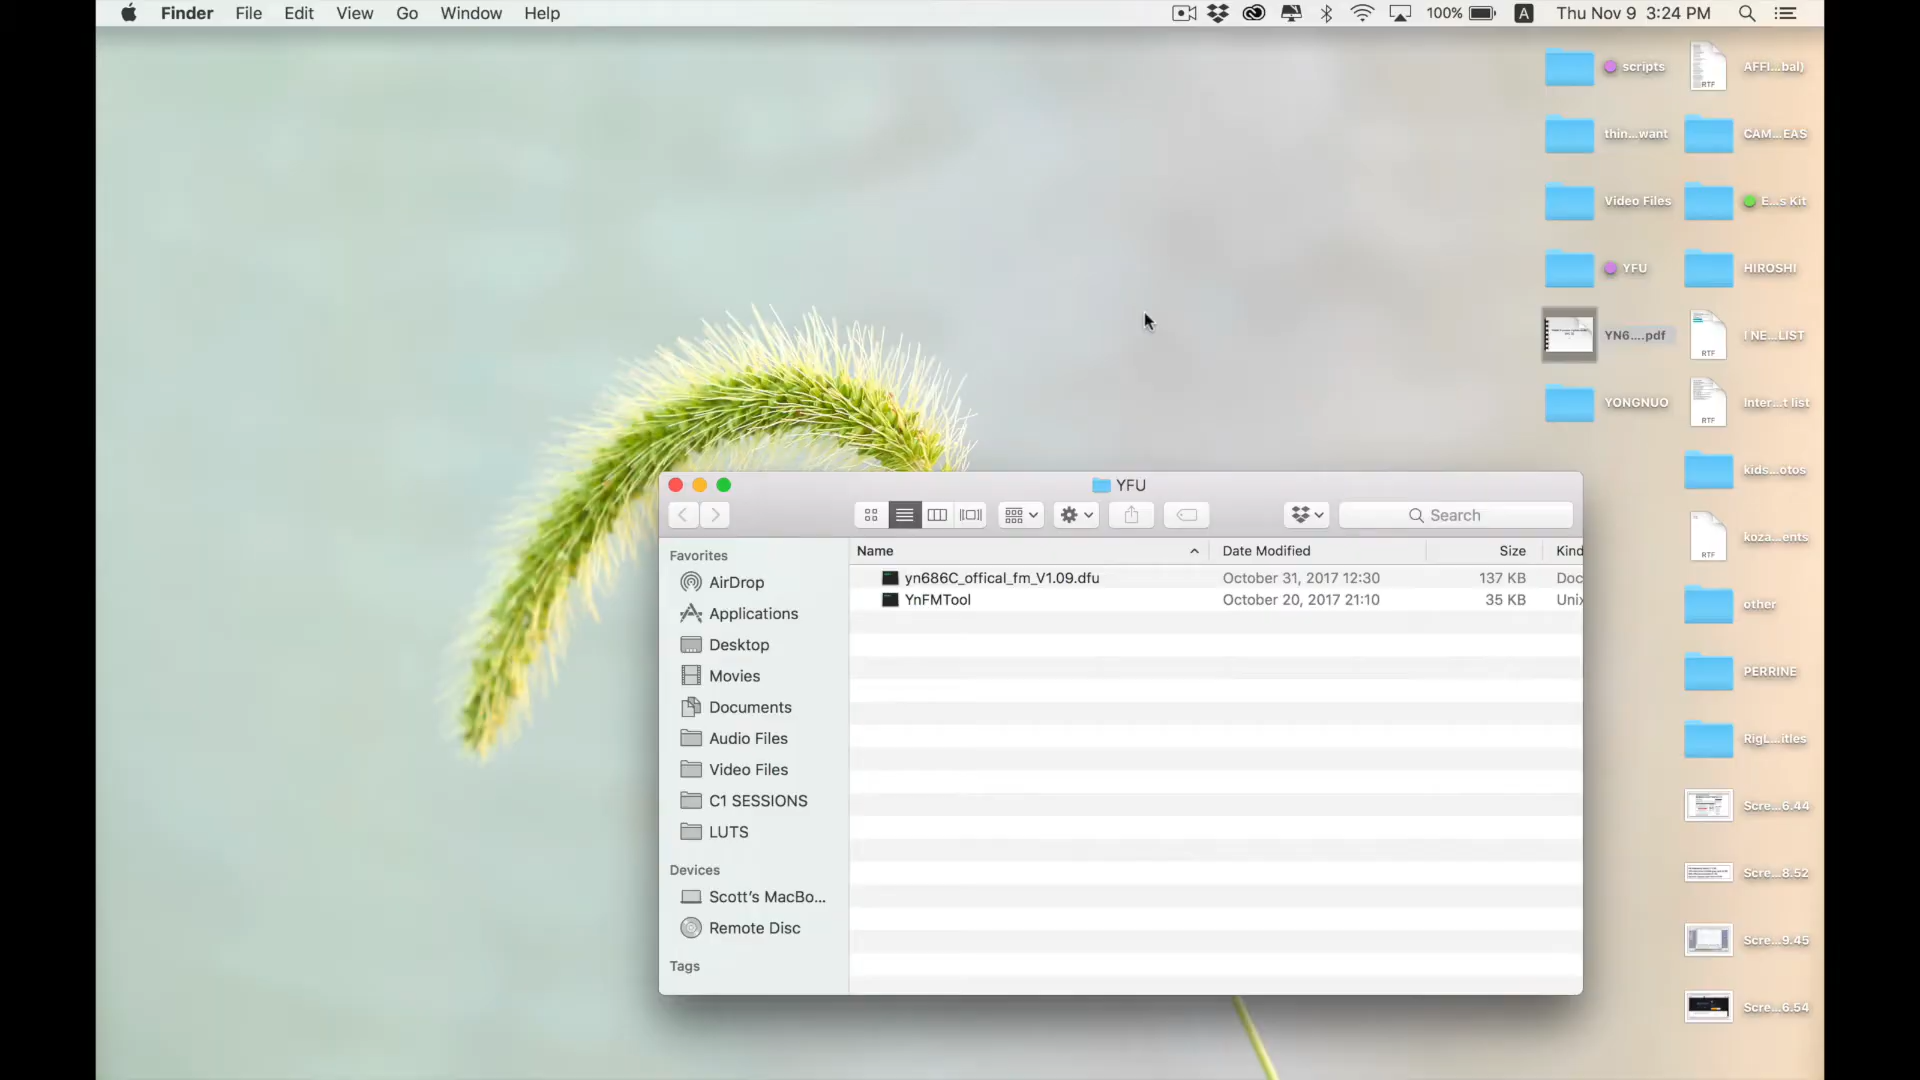 Finder File Edit View Go Window Help 100% A Thu Nov 9 3:24 PM
scripts
AFFI...bal)
RTF
thin...want
CAM...EAS
Video Files
E...s Kit
YFU
HIROSHI
YN6....pdf
I NE...LIST
RTF
YONGNUO
Inter...t list
RTF
kids...otos
koza...ents
RTF
other
PERRINE
RigL...itles
Scre...6.44
Scre...8.52
Scre...9.45
Scre...6.54
YFU
Search
Favorites
AirDrop
Applications
Desktop
Movies
Documents
Audio Files
Video Files
C1 SESSIONS
LUTS
Devices
Scott's MacBo...
Remote Disc
Tags
Name Date Modified Size Kind
yn686C_offical_fm_V1.09.dfu October 31, 2017 12:30 137 KB Doc
YnFMTool October 20, 2017 21:10 35 KB Unix